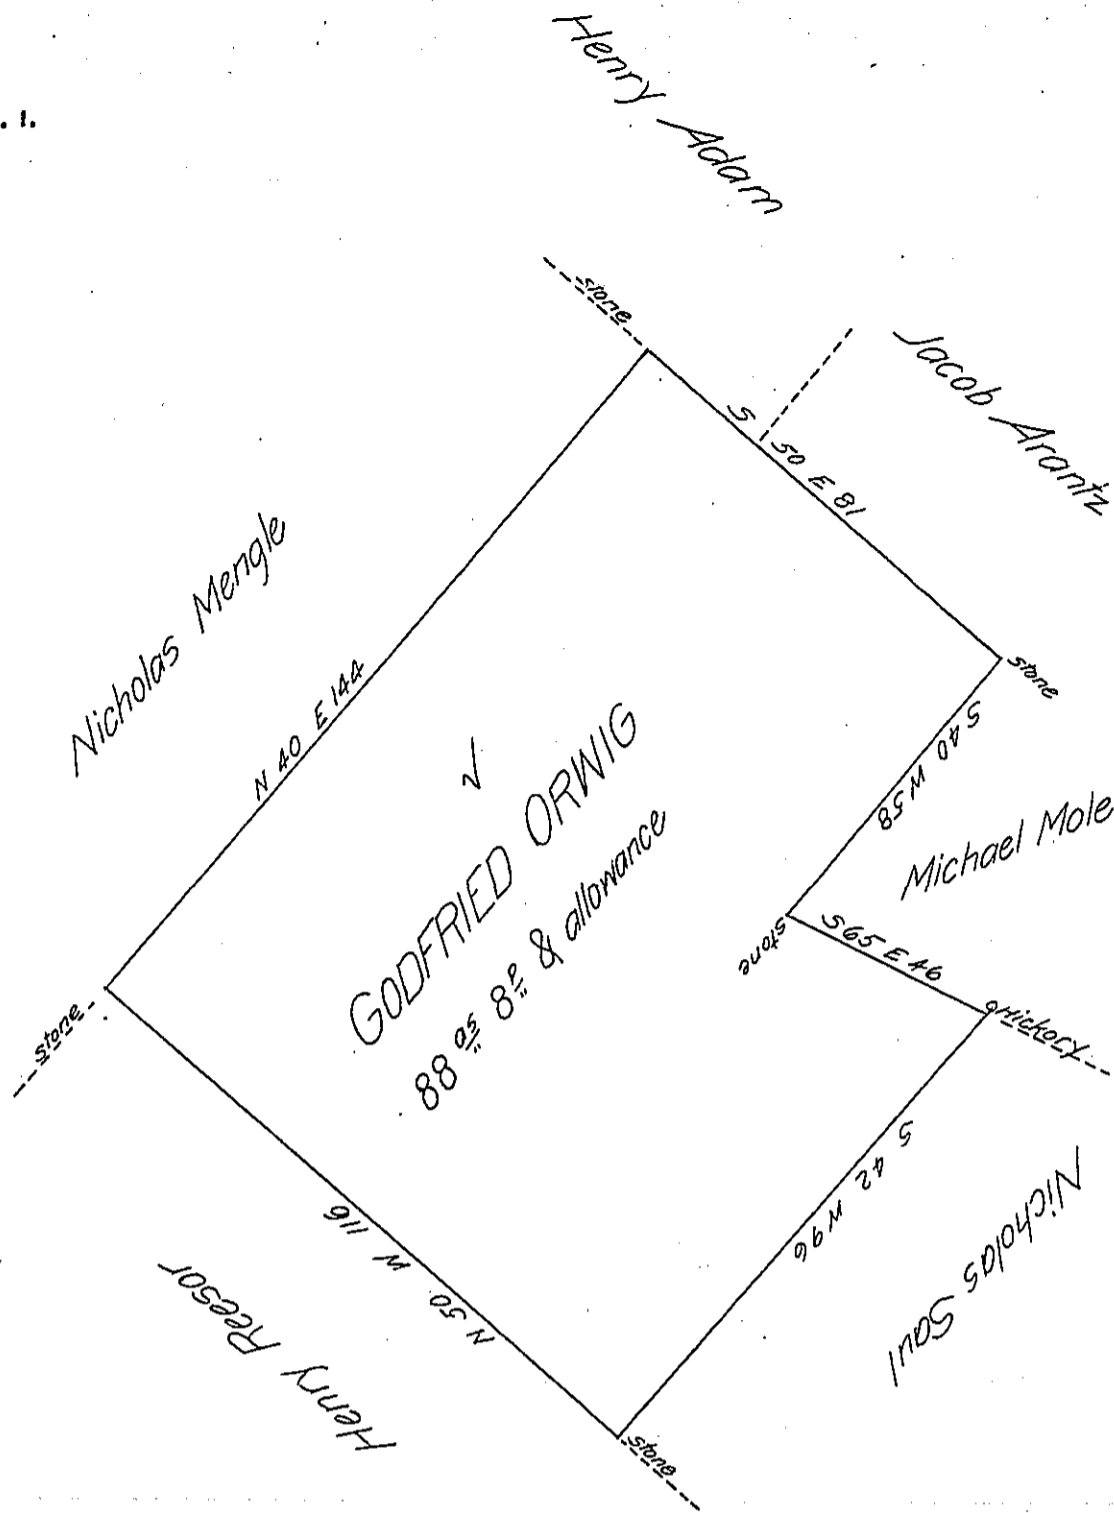 . 1.
Henry Adam
stone
Jacob Arantz
S 50 E 81
stone
Nicholas Mengle
N 40 E 144
S 40 W 58
Michael Mole
GODFRIED ORWIG
88 as 8 p & allowance
stone
S 65 E 46
Hickory
stone
S 42 W 96
Nicholas Saul
N 50 W 116
Henry Reesor
stone